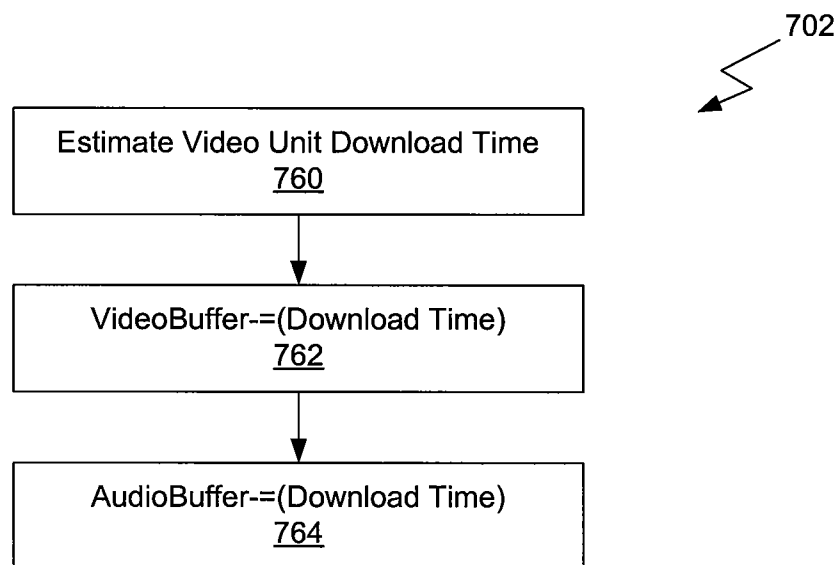 702
Estimate Video Unit Download Time
760
VideoBuffer-=(Download Time)
762
AudioBuffer-=(Download Time)
764